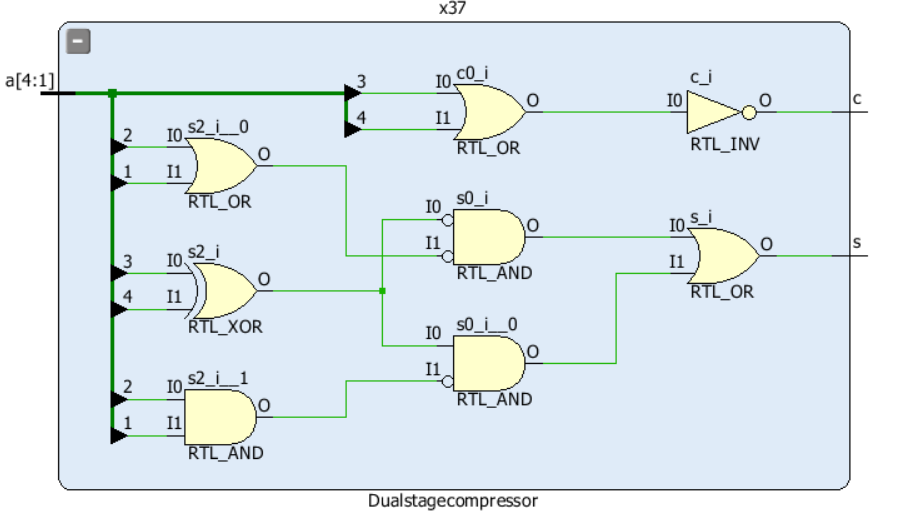 x37
a[4:1]
3 I0 c0_i O
4 I1
RTL_OR
c_i
I0 O c
RTL_INV
2 I0 s2_i__0 O
1 I1
RTL_OR
s0_i
I0 O
I1
RTL_AND
s_i
I0 O s
I1
RTL_OR
3 I0 s2_i O
4 I1
RTL_XOR
s0_i__0
I0 O
I1
RTL_AND
2 I0 s2_i__1 O
1 I1
RTL_AND
Dualstagecompressor